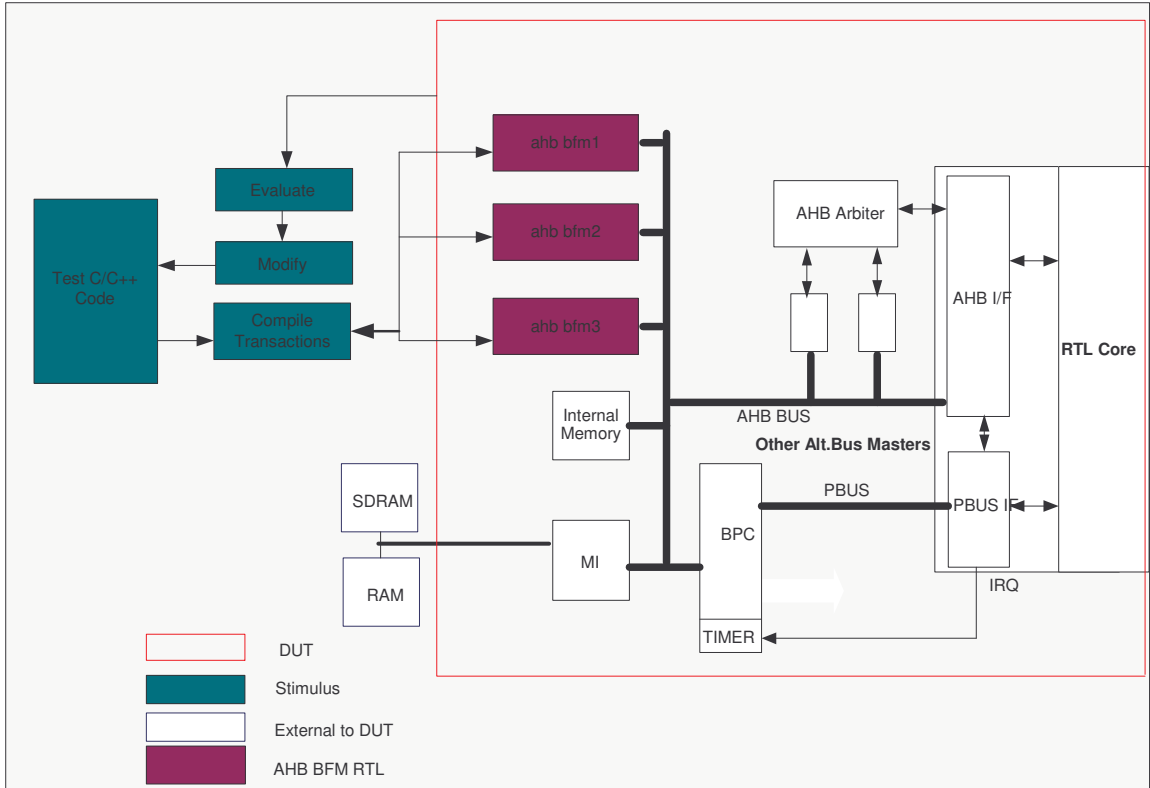 ahb bfm1
Evaluate
ahb bfm2
AHB Arbiter
Modify
Test C/C++
Code
Compile
Transactions
ahb bfm3
AHB I/F
RTL Core
Internal
Memory
AHB BUS
Other Alt.Bus Masters
SDRAM
PBUS
PBUS IF
BPC
MI
RAM
IRQ
TIMER
DUT
Stimulus
External to DUT
AHB BFM RTL